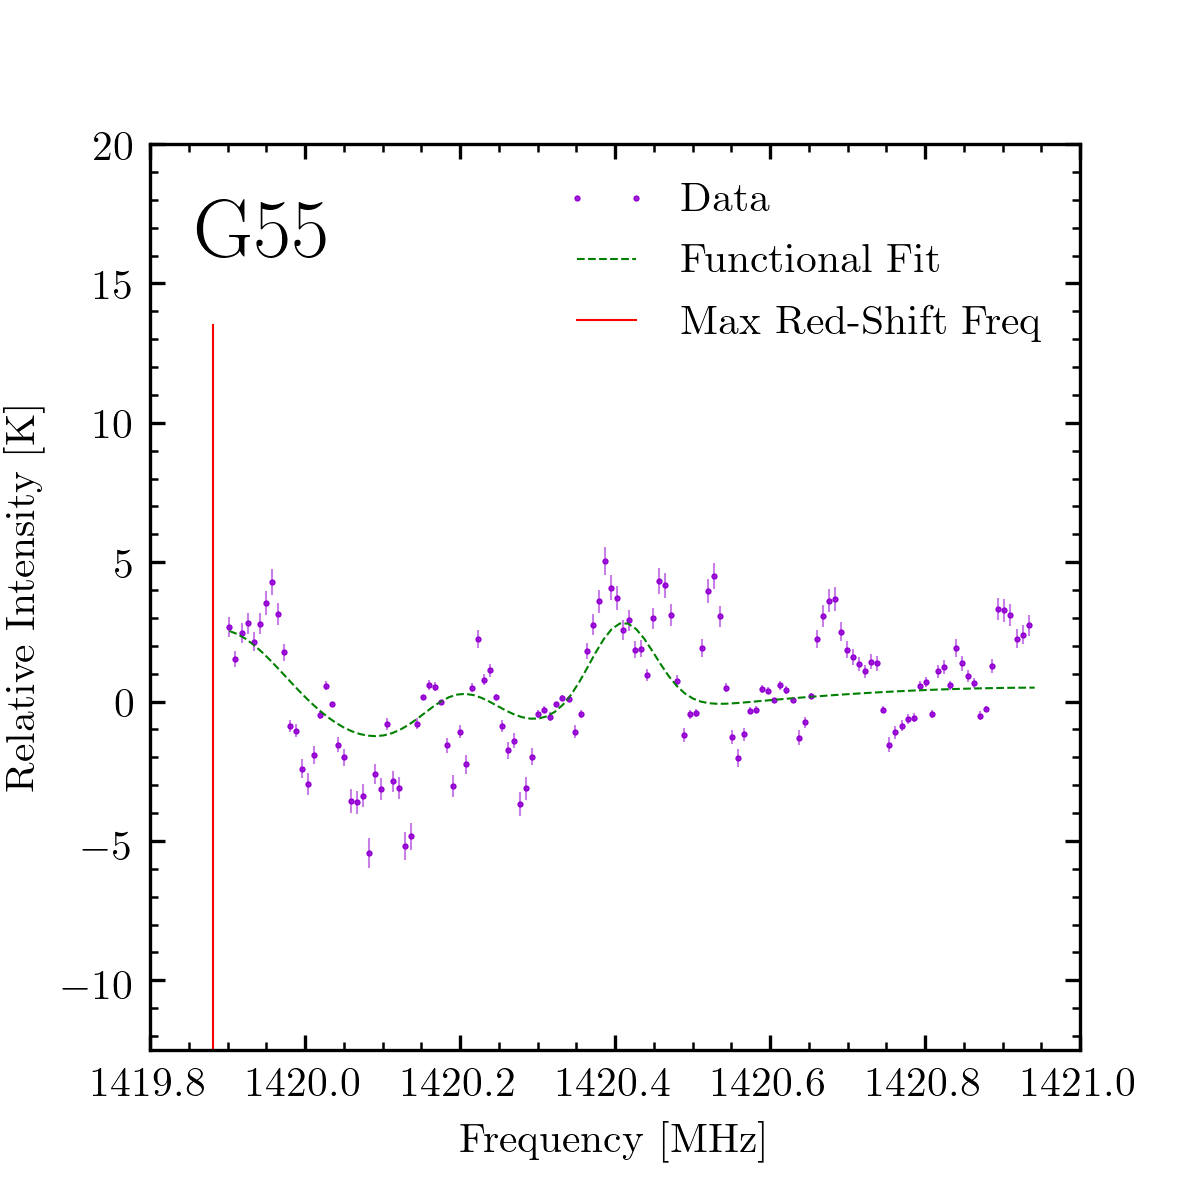 G55
Data
Functional Fit
Max Red-Shift Freq
20
15
10
5
0
−5
−10
Relative Intensity [K]
1419.8 1420.0 1420.2 1420.4 1420.6 1420.8 1421.0
Frequency [MHz]